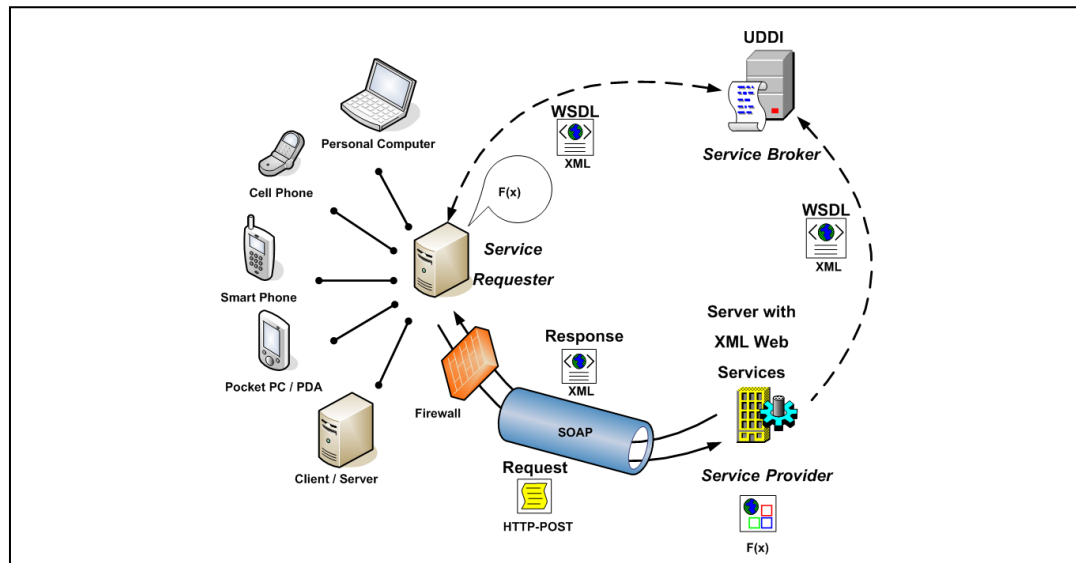 UDDI
Personal Computer
WSDL
XML
Service Broker
Cell Phone
F(x)
Service
Requester
WSDL
XML
Smart Phone
Server with
XML Web
Services
Response
XML
Pocket PC / PDA
Firewall
SOAP
Client / Server
Request
HTTP-POST
Service Provider
F(x)